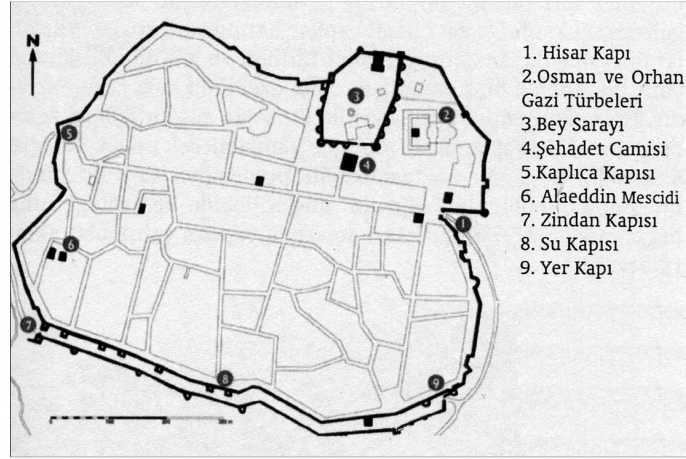 N
1. Hisar Kapı
2.Osman ve Orhan
Gazi Türbeleri
3.Bey Sarayı
4.Şehadet Camisi
5.Kaplıca Kapısı
6. Alaeddin Mescidi
7. Zindan Kapısı
8. Su Kapısı
9. Yer Kapı
3
2
5
4
1
6
7
8
9